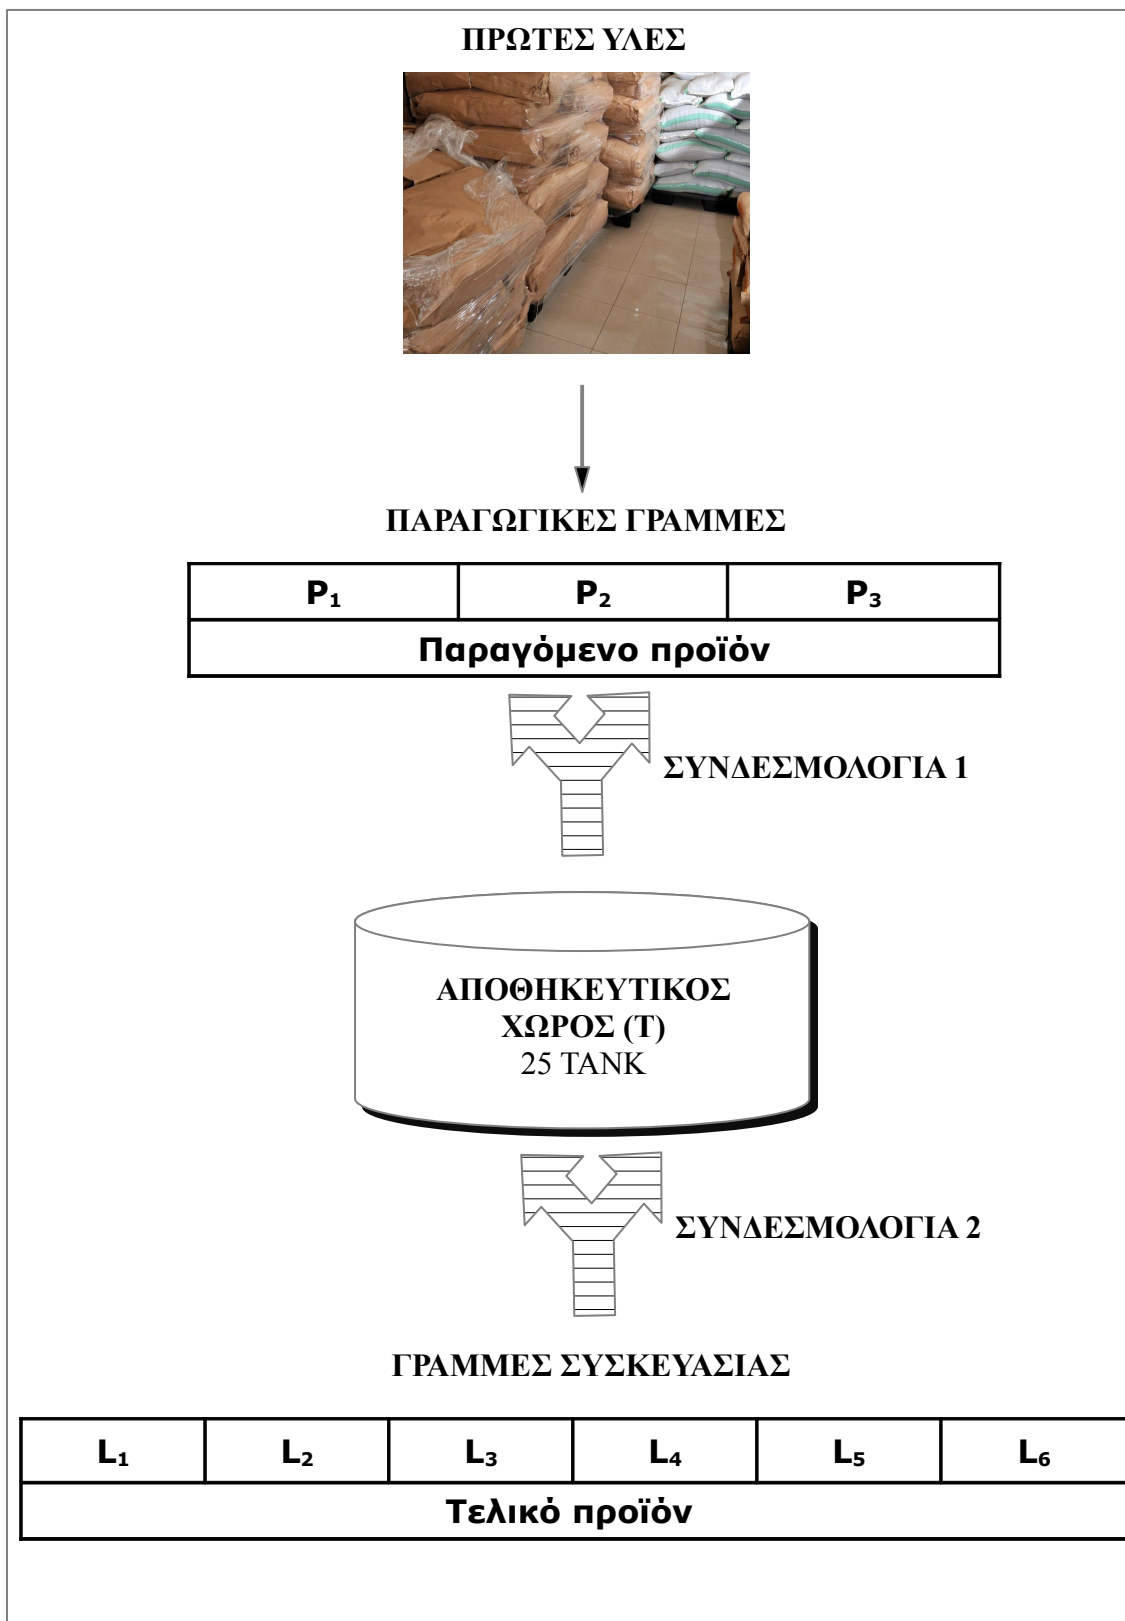 ΠΡΩΤΕΣ ΥΛΕΣ
ΠΑΡΑΓΩΓΙΚΕΣ ΓΡΑΜΜΕΣ
P₁ P₂ P₃
Παραγόμενο προϊόν
ΣΥΝΔΕΣΜΟΛΟΓΙΑ 1
ΑΠΟΘΗΚΕΥΤΙΚΟΣ
ΧΩΡΟΣ (Τ)
25 TANK
ΣΥΝΔΕΣΜΟΛΟΓΙΑ 2
ΓΡΑΜΜΕΣ ΣΥΣΚΕΥΑΣΙΑΣ
L₁ L₂ L₃ L₄ L₅ L₆
Τελικό προϊόν